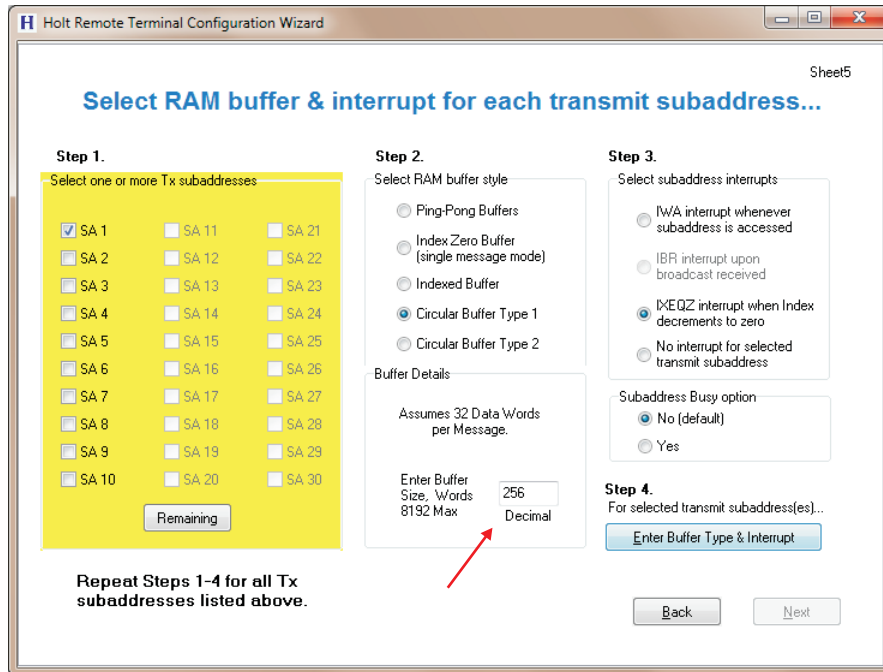 Holt Remote Terminal Configuration Wizard
Sheet5
Select RAM buffer & interrupt for each transmit subaddress...
Step 1.
Select one or more Tx subaddresses
SA 1
SA 2
SA 3
SA 4
SA 5
SA 6
SA 7
SA 8
SA 9
SA 10
SA 11
SA 12
SA 13
SA 14
SA 15
SA 16
SA 17
SA 18
SA 19
SA 20
SA 21
SA 22
SA 23
SA 24
SA 25
SA 26
SA 27
SA 28
SA 29
SA 30
Remaining
Repeat Steps 1-4 for all Tx
subaddresses listed above.
Step 2.
Select RAM buffer style
Ping-Pong Buffers
Index Zero Buffer
(single message mode)
Indexed Buffer
Circular Buffer Type 1
Circular Buffer Type 2
Buffer Details
Assumes 32 Data Words
per Message.
Enter Buffer
Size, Words
8192 Max
256
Decimal
Step 3.
Select subaddress interrupts
IWA interrupt whenever
subaddress is accessed
IBR interrupt upon
broadcast received
IXEQZ interrupt when Index
decrements to zero
No interrupt for selected
transmit subaddress
Subaddress Busy option
No (default)
Yes
Step 4.
For selected transmit subaddress(es)...
Enter Buffer Type & Interrupt
Back
Next